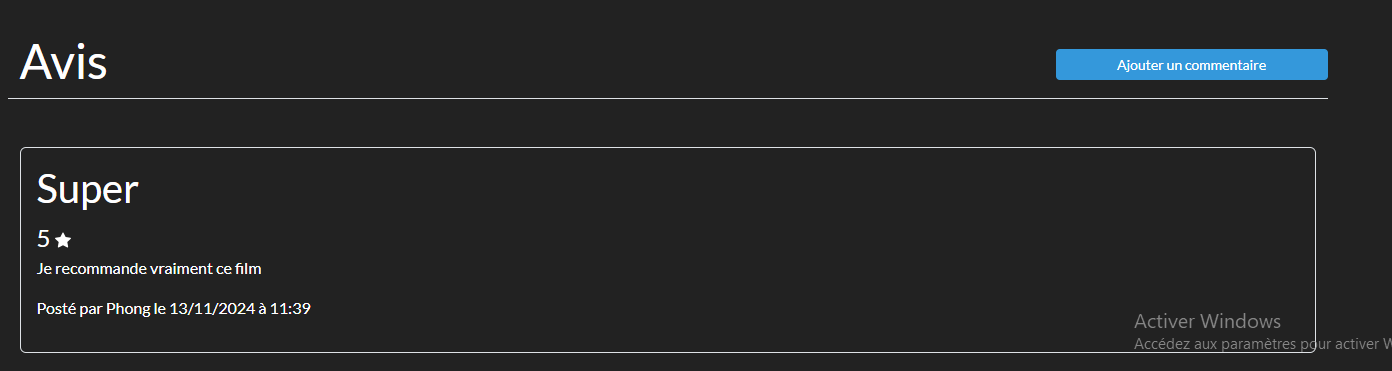 Avis
Ajouter un commentaire
Super
5
Je recommande vraiment ce film
Posté par Phong le 13/11/2024 à 11:39
Activer Windows
Accédez aux paramètres pour activer W